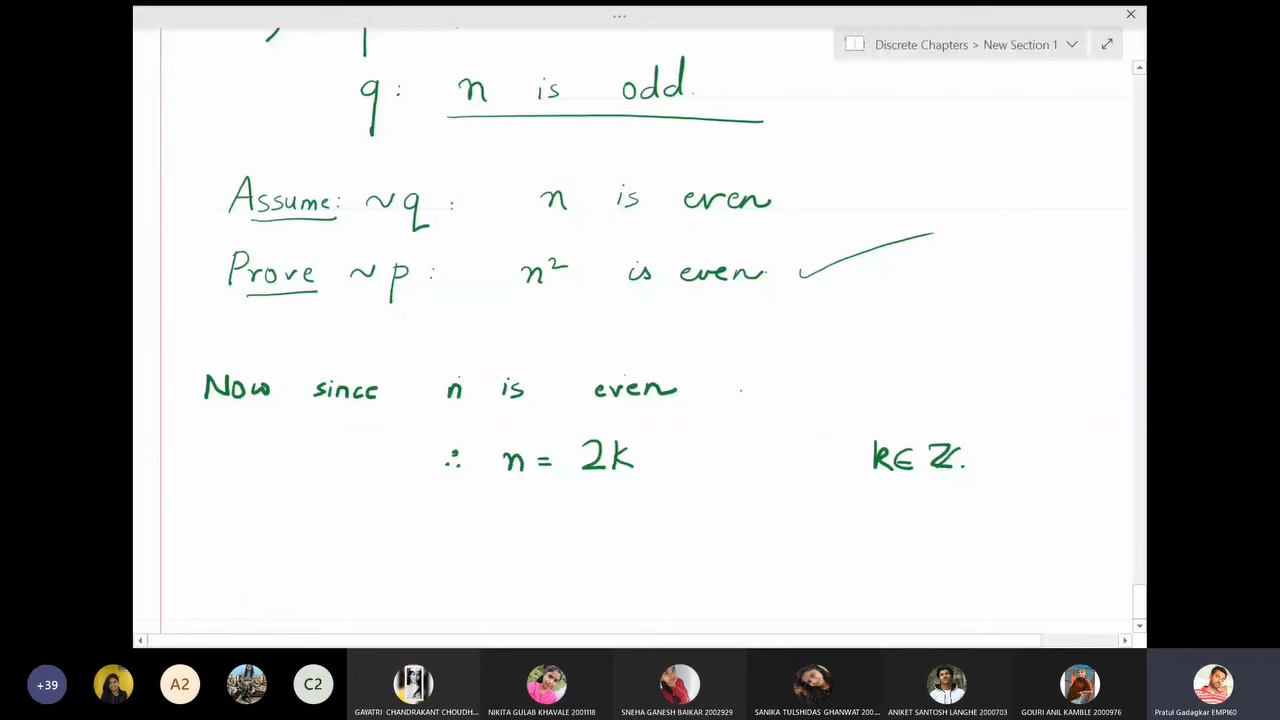 Discrete Chapters > New Section 1
q: n is odd.
Assume: ~q: n is even
Prove ~p: n² is even.
Now since n is even
∴ n = 2k k∈ℤ.
+39
A2
C2
GAYATRI CHANDRAKANT CHOUDH...
NIKITA GULAB KHAVALE 2001118
SNEHA GANESH BAIKAR 2002929
SANIKA TULSHIDAS GHANWAT 200...
ANIKET SANTOSH LANGHE 2000703
GOURI ANIL KAMBLE 2000976
Pratul Gadagkar EMP160